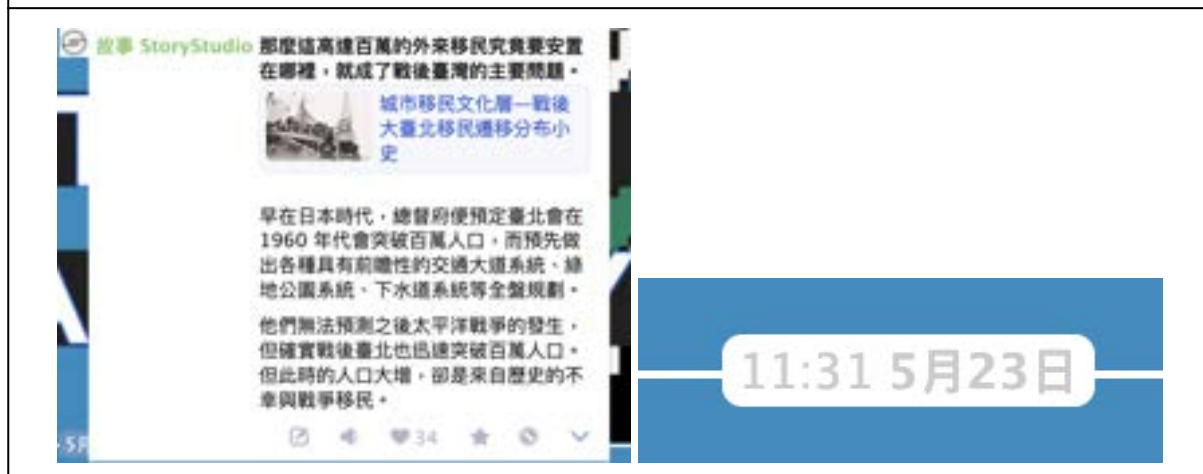 故事 StoryStudio 那麼這高達百萬的外來移民究竟要安置
在哪裡，就成了戰後臺灣的主要問題。
城市移民文化層—戰後
大臺北移民遷移分布小
史
早在日本時代，總督府便預定臺北會在
1960 年代會突破百萬人口，而預先做
出各種具有前瞻性的交通大道系統、綠
地公園系統、下水道系統等全盤規劃。
他們無法預測之後太平洋戰爭的發生，
但確實戰後臺北也迅速突破百萬人口。
但此時的人口大增，卻是來自歷史的不
幸與戰爭移民。
34
11:31 5月23日